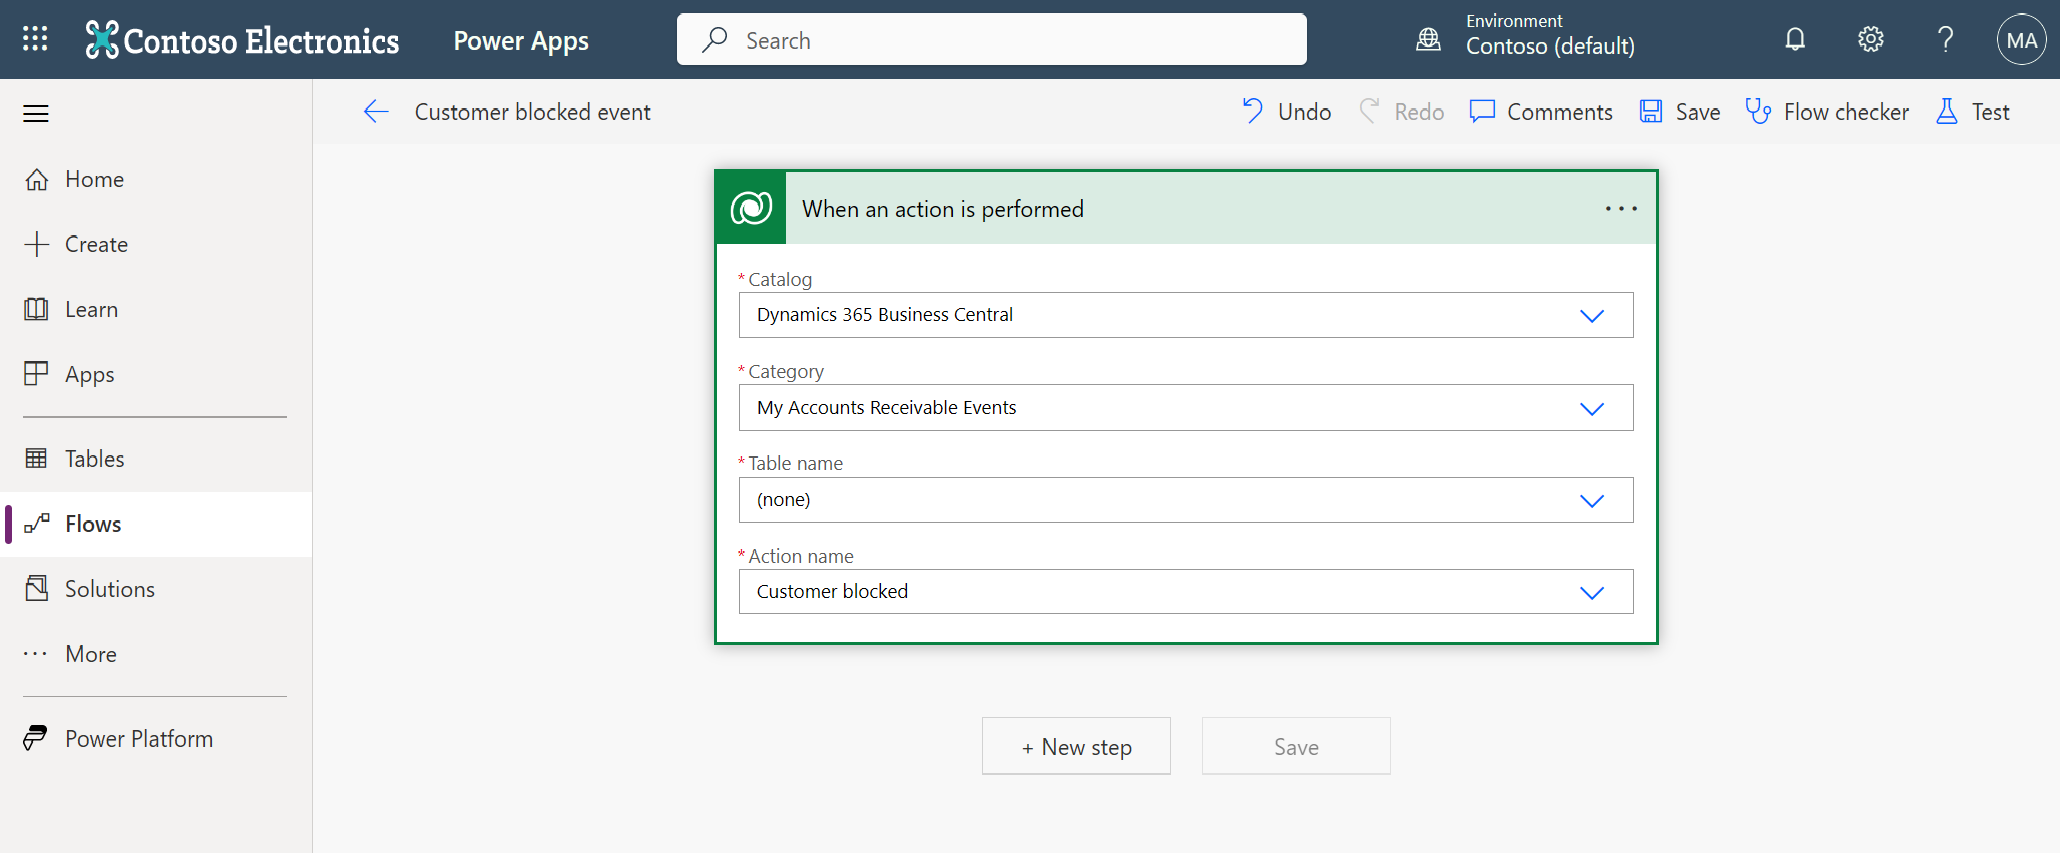 Contoso Electronics
Power Apps
Search
Environment
Contoso (default)
MA
Customer blocked event
Undo
Redo
Comments
Save
Flow checker
Test
Home
Create
Learn
Apps
Tables
Flows
Solutions
More
Power Platform
When an action is performed
* Catalog
Dynamics 365 Business Central
* Category
My Accounts Receivable Events
* Table name
(none)
* Action name
Customer blocked
+ New step
Save